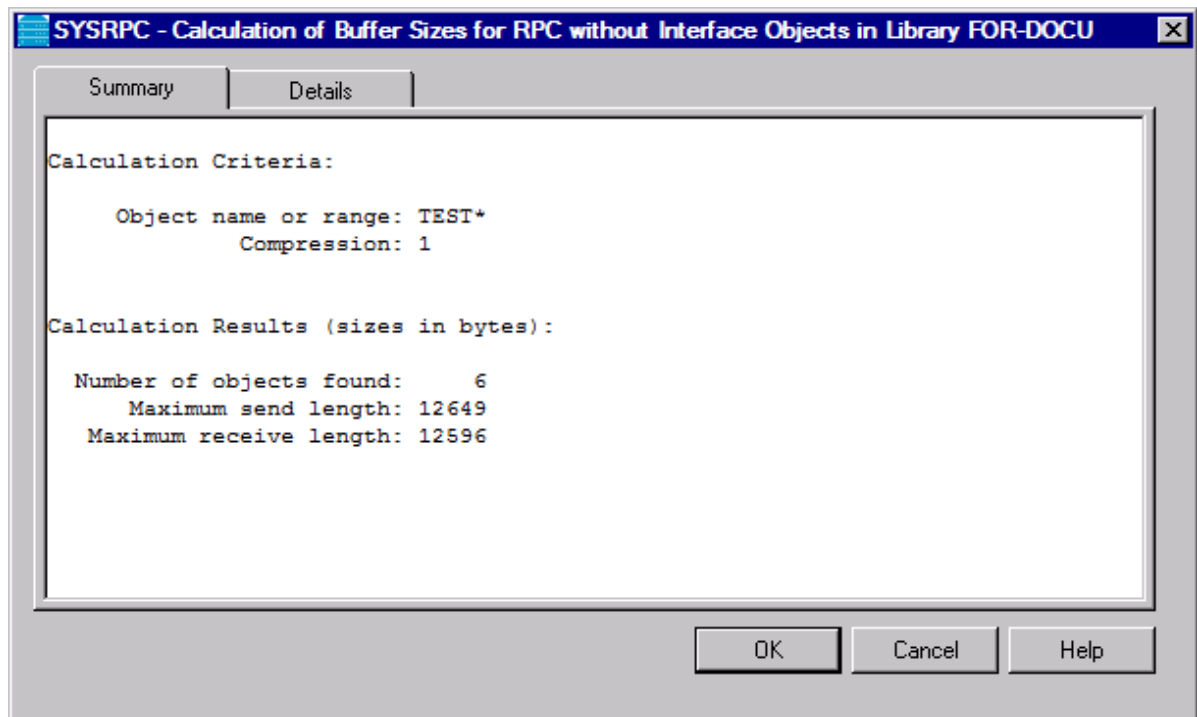 SYSRPC - Calculation of Buffer Sizes for RPC without Interface Objects in Library FOR-DOCU
Summary
Details
Calculation Criteria:
Object name or range: TEST*
Compression: 1
Calculation Results (sizes in bytes):
Number of objects found: 6
Maximum send length: 12649
Maximum receive length: 12596
OK
Cancel
Help